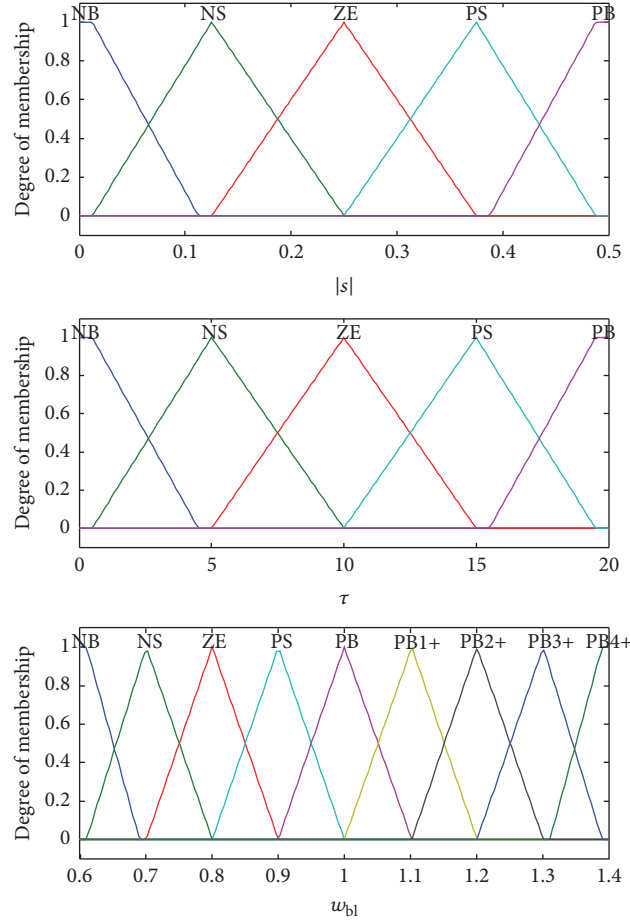 NB NS ZE PS PB
1
0.8
0.6
0.4
0.2
0
Degree of membership
0 0.1 0.2 0.3 0.4 0.5
|s|
NB NS ZE PS PB
1
0.8
0.6
0.4
0.2
0
Degree of membership
0 5 10 15 20
τ
NB NS ZE PS PB PB1+ PB2+ PB3+ PB4+
1
0.8
0.6
0.4
0.2
0
Degree of membership
0.6 0.7 0.8 0.9 1 1.1 1.2 1.3 1.4
w_bl